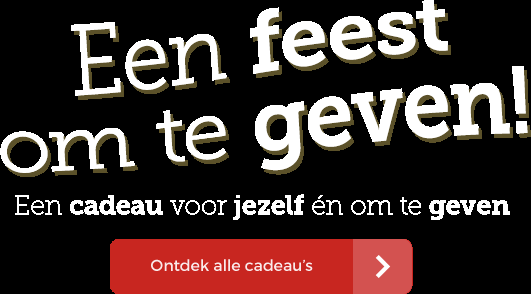 Een feest
om te geven!
Een cadeau voor jezelf én om te geven
Ontdek alle cadeau's